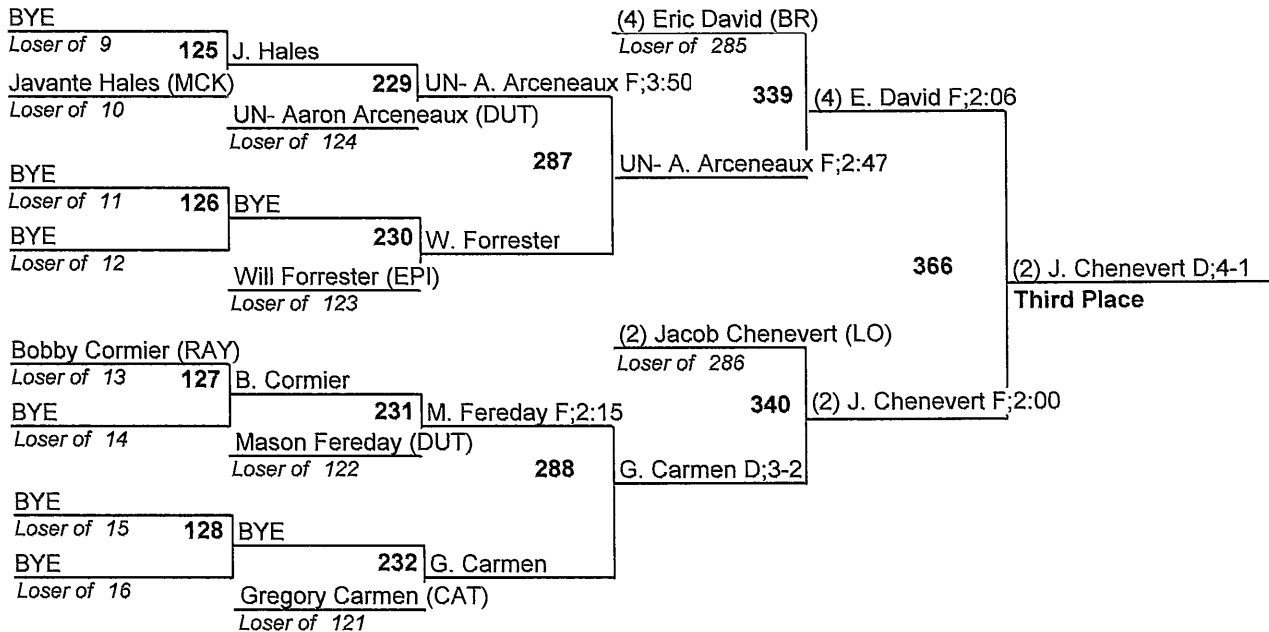 BYE
Loser of 9
125
J. Hales
Javante Hales (MCK)
Loser of 10
229
UN- A. Arceneaux F;3:50
UN- Aaron Arceneaux (DUT)
Loser of 124
BYE
Loser of 11
126
BYE
BYE
Loser of 12
230
W. Forrester
Will Forrester (EPI)
Loser of 123
287
UN- A. Arceneaux F;2:47
(4) Eric David (BR)
Loser of 285
339
(4) E. David F;2:06
Bobby Cormier (RAY)
Loser of 13
127
B. Cormier
BYE
Loser of 14
231
M. Fereday F;2:15
Mason Fereday (DUT)
Loser of 122
BYE
Loser of 15
128
BYE
BYE
Loser of 16
232
G. Carmen
Gregory Carmen (CAT)
Loser of 121
288
G. Carmen D;3-2
(2) Jacob Chenevert (LO)
Loser of 286
340
(2) J. Chenevert F;2:00
366
(2) J. Chenevert D;4-1
Third Place